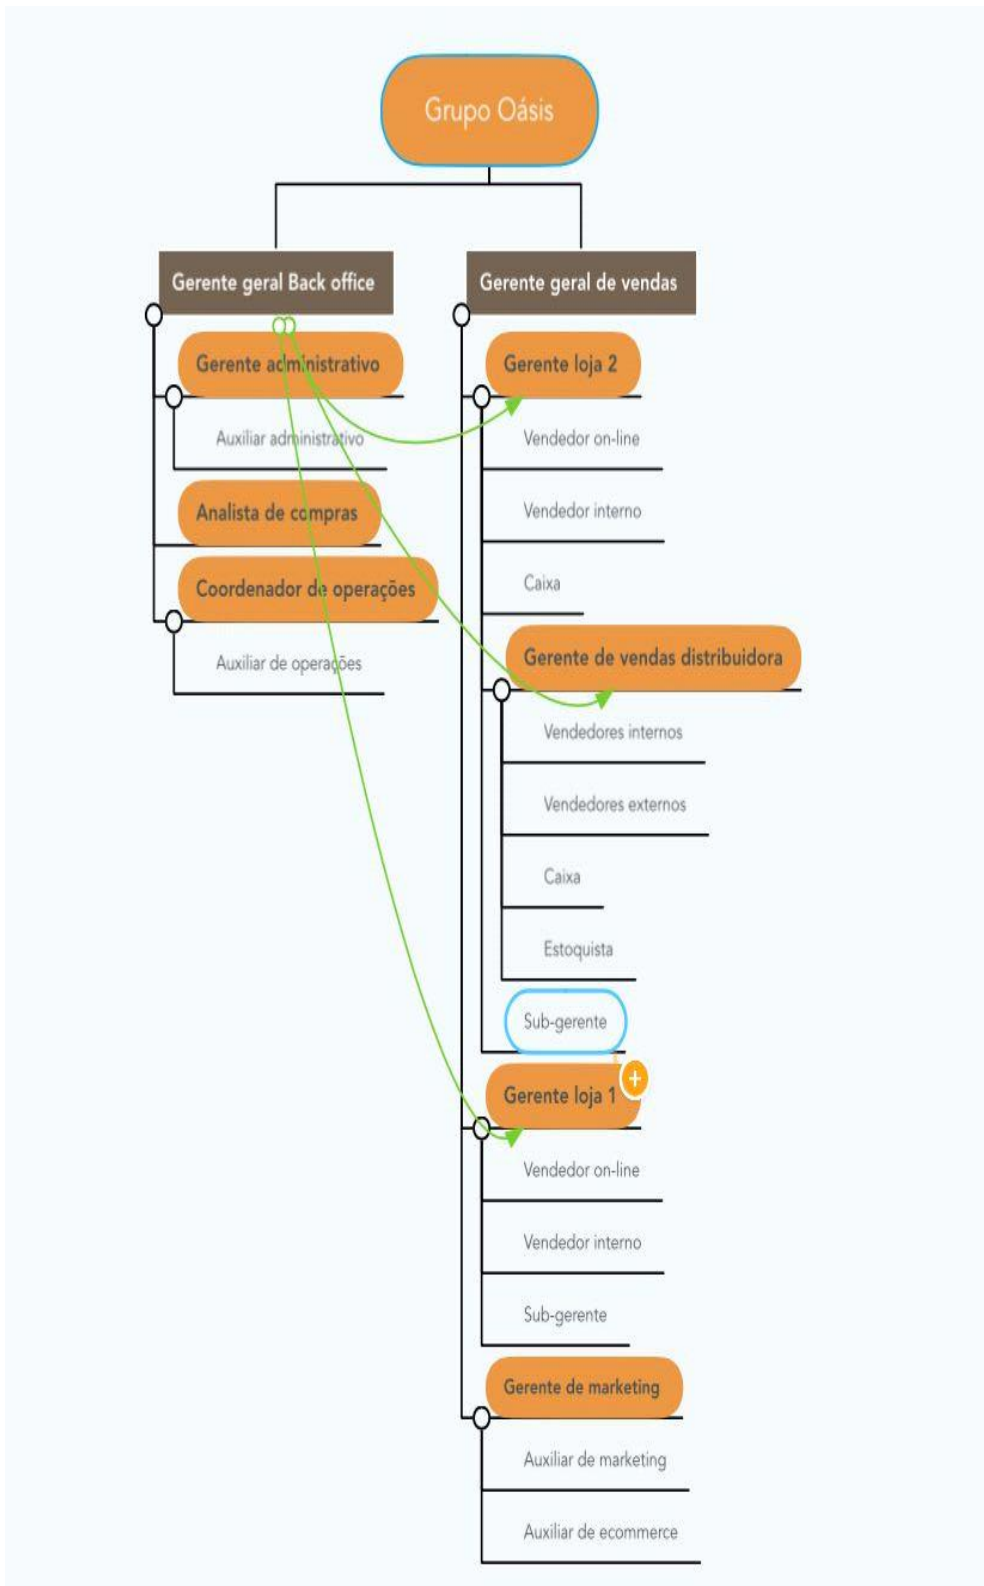 Grupo Oásis
Gerente geral Back office
Gerente administrativo
Auxiliar administrativo
Analista de compras
Coordenador de operações
Auxiliar de operações
Gerente geral de vendas
Gerente loja 2
Vendedor on-line
Vendedor interno
Caixa
Gerente de vendas distribuidora
Vendedores internos
Vendedores externos
Caixa
Estoquista
Sub-gerente
+
Gerente loja 1
Vendedor on-line
Vendedor interno
Sub-gerente
Gerente de marketing
Auxiliar de marketing
Auxiliar de ecommerce